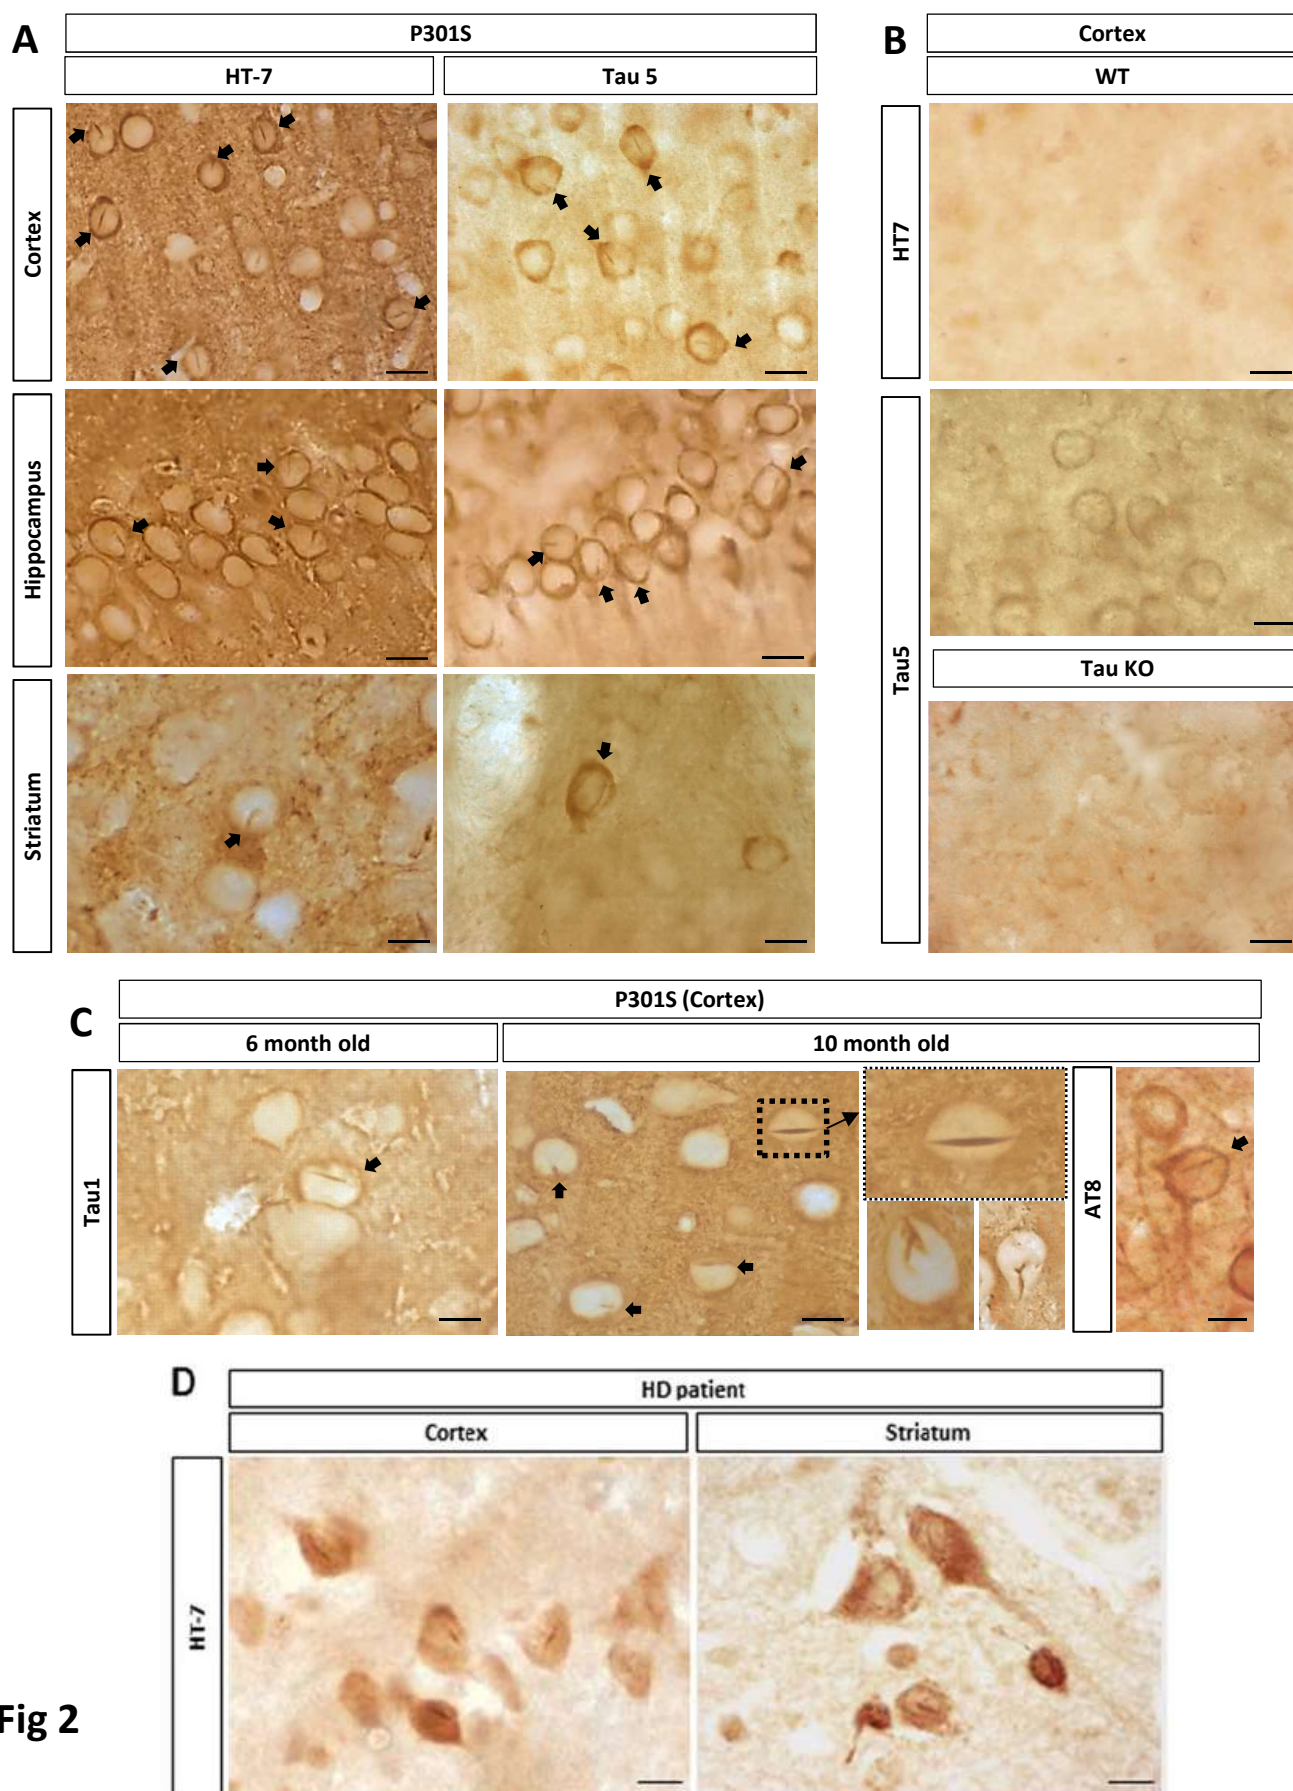 A
P301S
HT-7
Tau 5
Cortex
Hippocampus
Striatum
B
Cortex
WT
HT7
Tau5
Tau KO
C
P301S (Cortex)
6 month old
10 month old
Tau1
AT8
D
HD patient
Cortex
Striatum
HT-7
Fig 2